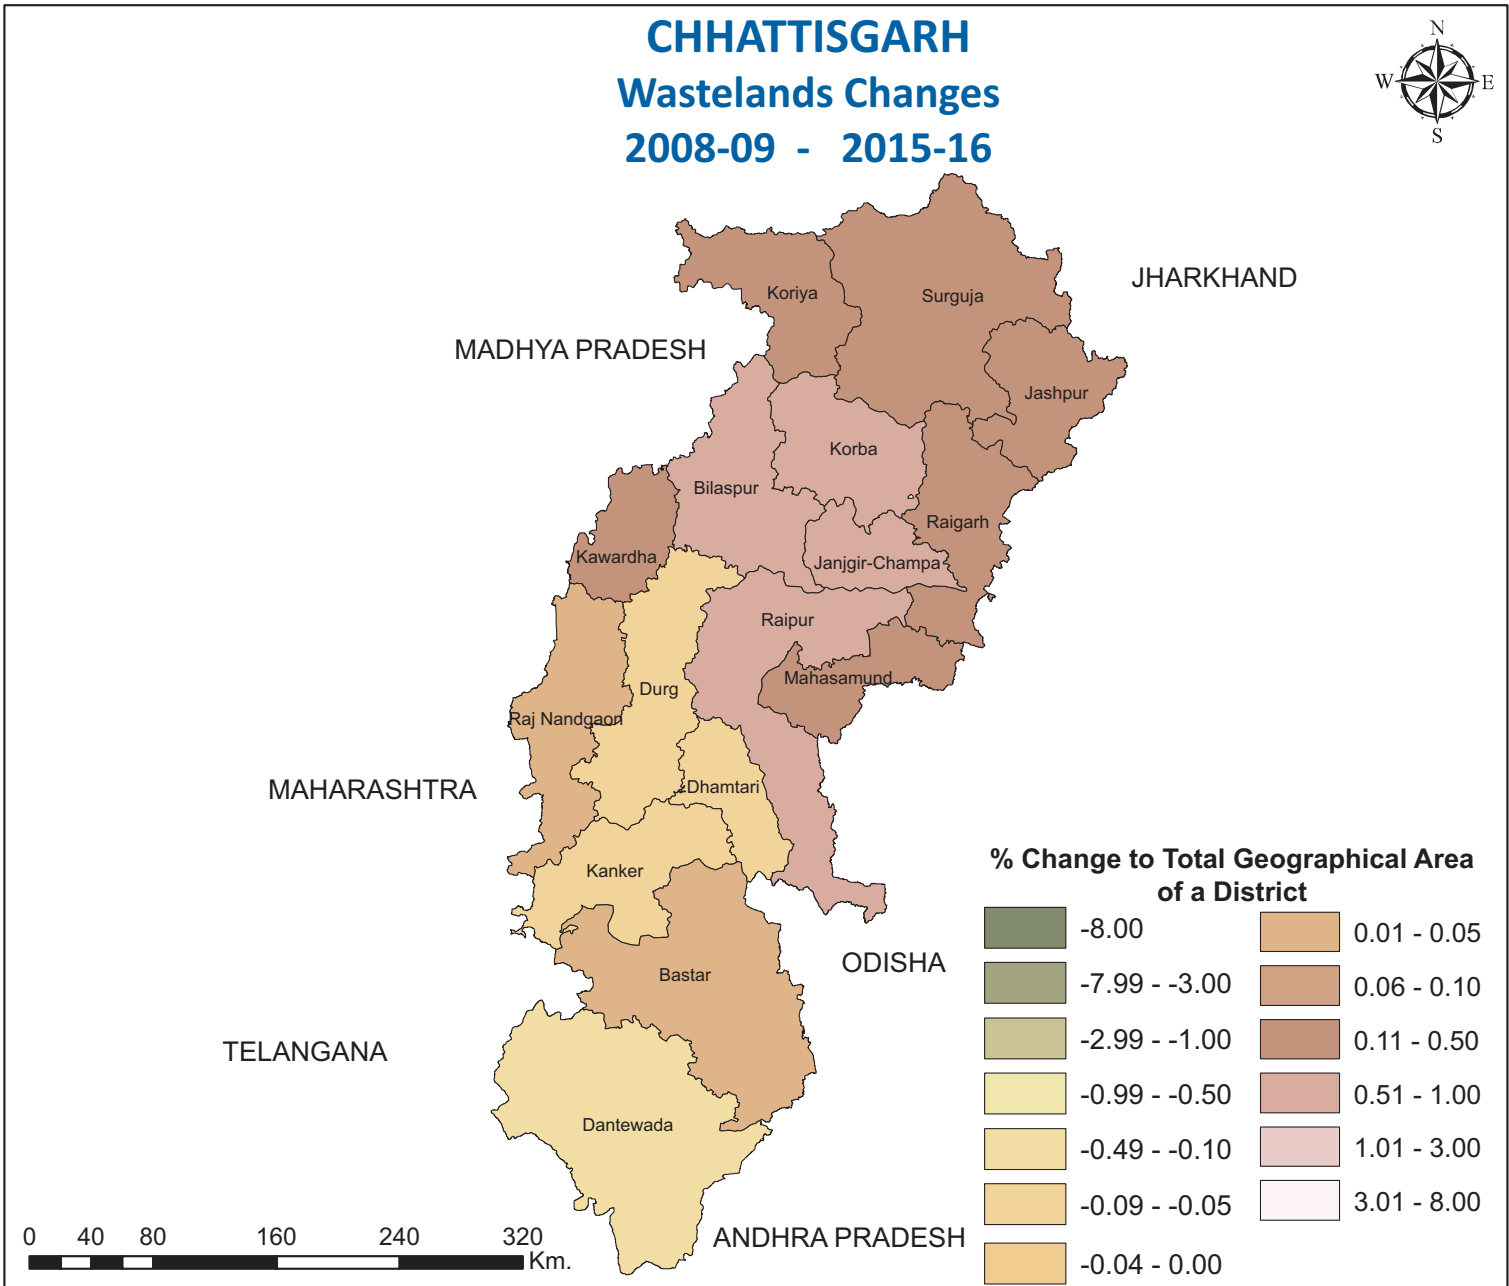 CHHATTISGARH
Wastelands Changes
2008-09 - 2015-16
N
W E
S
JHARKHAND
Koriya
Surguja
MADHYA PRADESH
Jashpur
Korba
Bilaspur
Raigarh
Kawardha
Janjgir-Champa
Raipur
Mahasamund
Durg
Raj Nandgaon
MAHARASHTRA
Dhamtari
Kanker
ODISHA
Bastar
TELANGANA
Dantewada
ANDHRA PRADESH
% Change to Total Geographical Area
of a District
-8.00
-7.99 - -3.00
-2.99 - -1.00
-0.99 - -0.50
-0.49 - -0.10
-0.09 - -0.05
-0.04 - 0.00
0.01 - 0.05
0.06 - 0.10
0.11 - 0.50
0.51 - 1.00
1.01 - 3.00
3.01 - 8.00
0 40 80 160 240 320
Km.